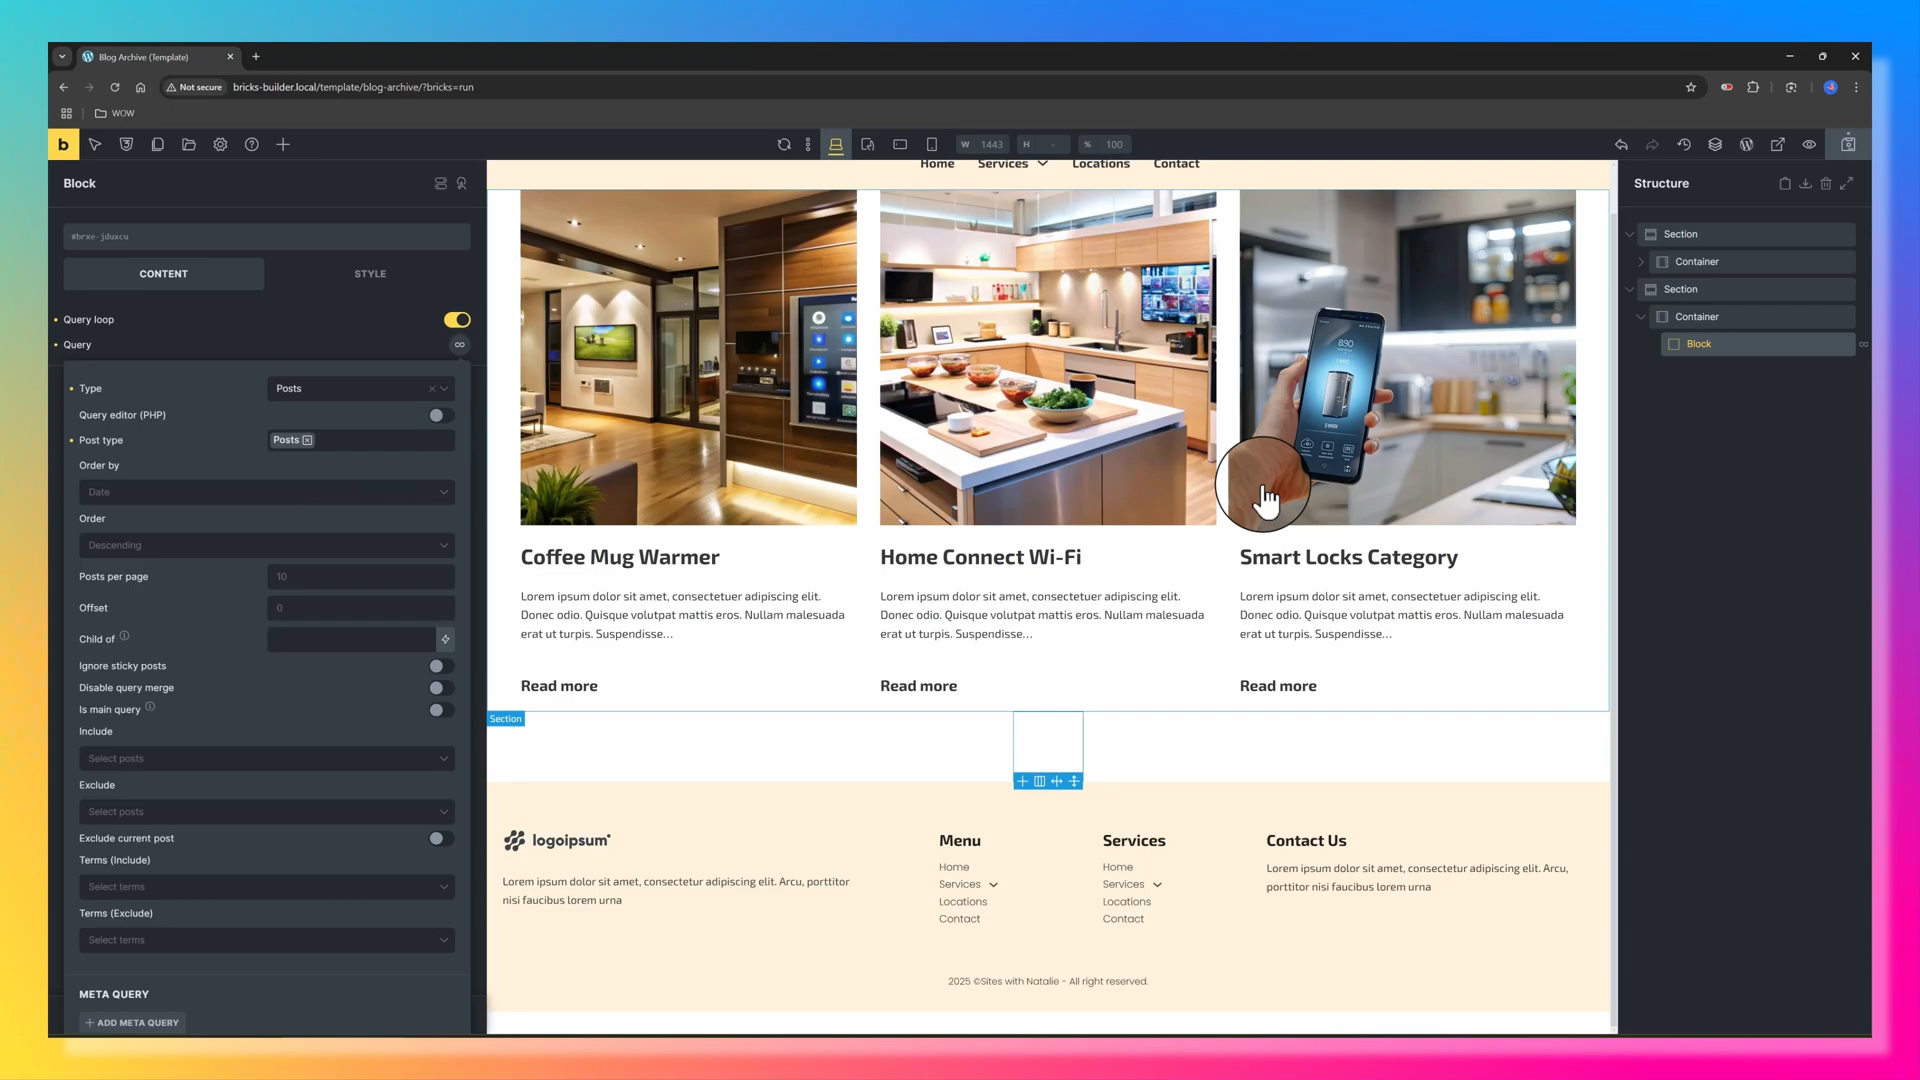 Blog Archive (Template)
Not secure
bricks-builder.local/template/blog-archive/?bricks=run
WOW
b
W 1443
H -
% 100
Block
#brxe-jduxcu
CONTENT
STYLE
Query loop
Query
Type
Posts
Query editor (PHP)
Post type
Posts
Order by
Date
Order
Descending
Posts per page
10
Offset
0
Child of
Ignore sticky posts
Disable query merge
Is main query
Include
Select posts
Exclude
Select posts
Exclude current post
Terms (Include)
Select terms
Terms (Exclude)
Select terms
META QUERY
ADD META QUERY
Home
Services
Locations
Contact
Coffee Mug Warmer
Lorem ipsum dolor sit amet, consectetuer adipiscing elit.
Donec odio. Quisque volutpat mattis eros. Nullam malesuada
erat ut turpis. Suspendisse...
Read more
Home Connect Wi-Fi
Lorem ipsum dolor sit amet, consectetuer adipiscing elit.
Donec odio. Quisque volutpat mattis eros. Nullam malesuada
erat ut turpis. Suspendisse...
Read more
Smart Locks Category
Lorem ipsum dolor sit amet, consectetuer adipiscing elit.
Donec odio. Quisque volutpat mattis eros. Nullam malesuada
erat ut turpis. Suspendisse...
Read more
Section
logoipsum
Lorem ipsum dolor sit amet, consectetur adipiscing elit. Arcu, porttitor
nisi faucibus lorem urna
Menu
Home
Services
Locations
Contact
Services
Home
Services
Locations
Contact
Contact Us
Lorem ipsum dolor sit amet, consectetur adipiscing elit. Arcu,
porttitor nisi faucibus lorem urna
2025 ©Sites with Natalie - All right reserved.
Structure
Section
Container
Section
Container
Block